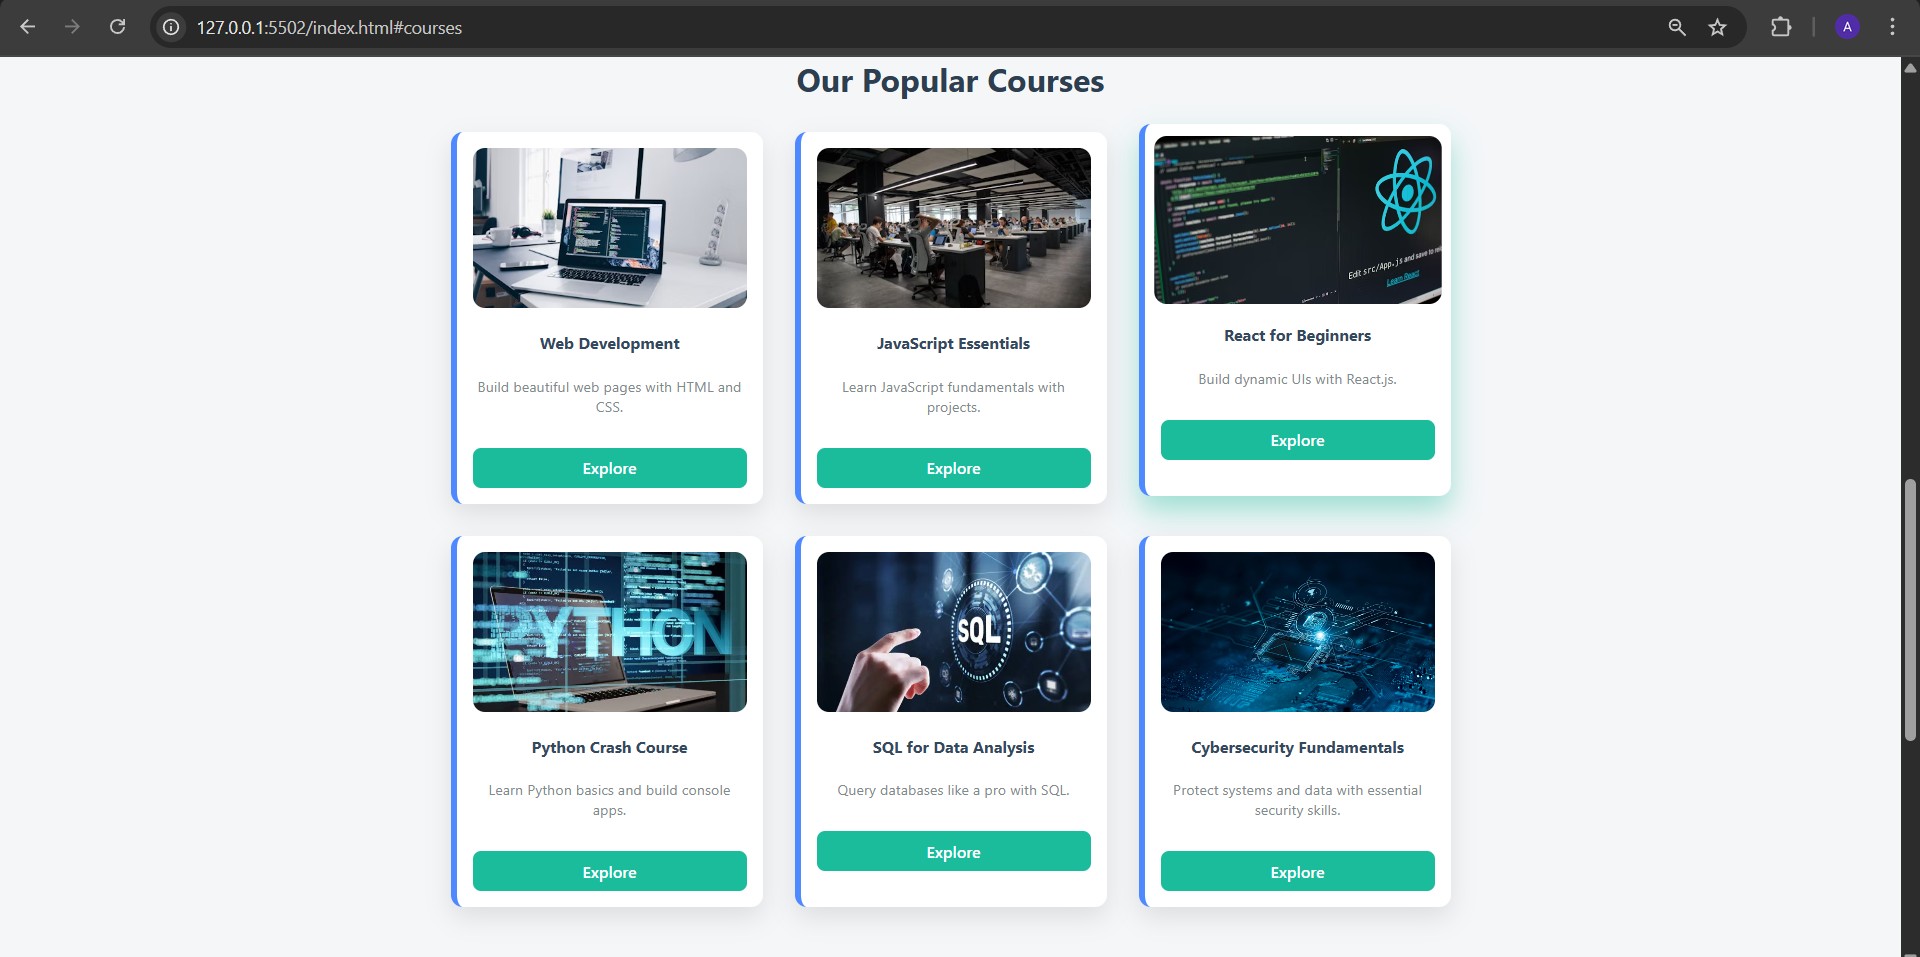 127.0.0.1:5502/index.html#courses
A
Our Popular Courses
Web Development
Build beautiful web pages with HTML and
CSS.
Explore
JavaScript Essentials
Learn JavaScript fundamentals with
projects.
Explore
Edit src/App.js and save to
Learn React
React for Beginners
Build dynamic UIs with React.js.
Explore
PYTHON
Python Crash Course
Learn Python basics and build console
apps.
Explore
SQL
SQL for Data Analysis
Query databases like a pro with SQL.
Explore
Cybersecurity Fundamentals
Protect systems and data with essential
security skills.
Explore